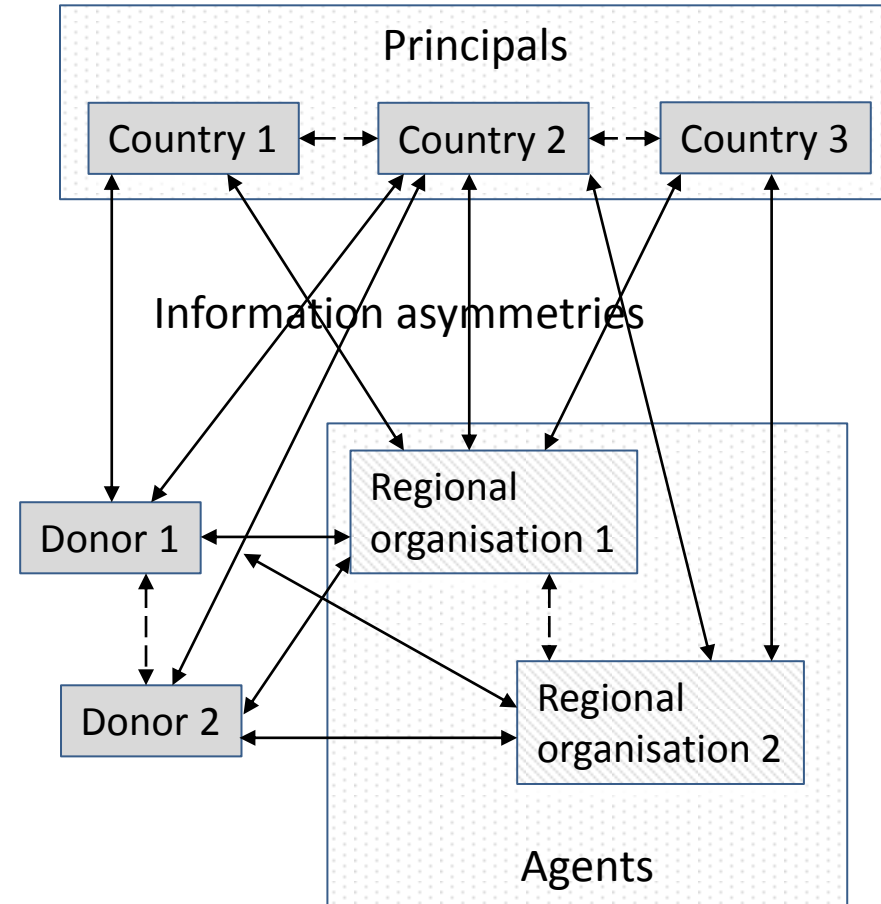 Principals
Country 1
Country 2
Country 3
Information asymmetries
Regional
organisation 1
Donor 1
Regional
organisation 2
Donor 2
Agents